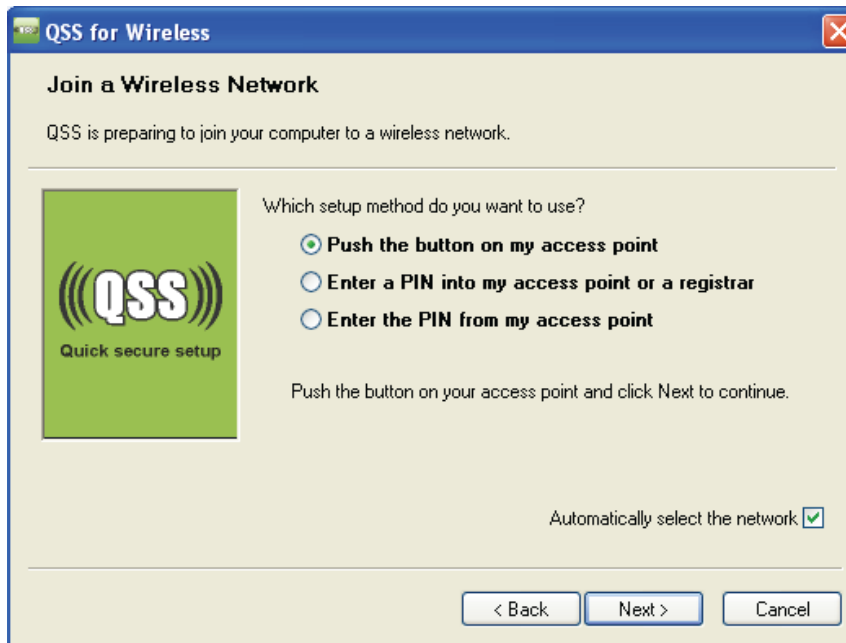 QSS for Wireless
Join a Wireless Network
QSS is preparing to join your computer to a wireless network.
Which setup method do you want to use?
Push the button on my access point
Enter a PIN into my access point or a registrar
Enter the PIN from my access point
QSS
Quick secure setup
Push the button on your access point and click Next to continue.
Automatically select the network
< Back
Next >
Cancel